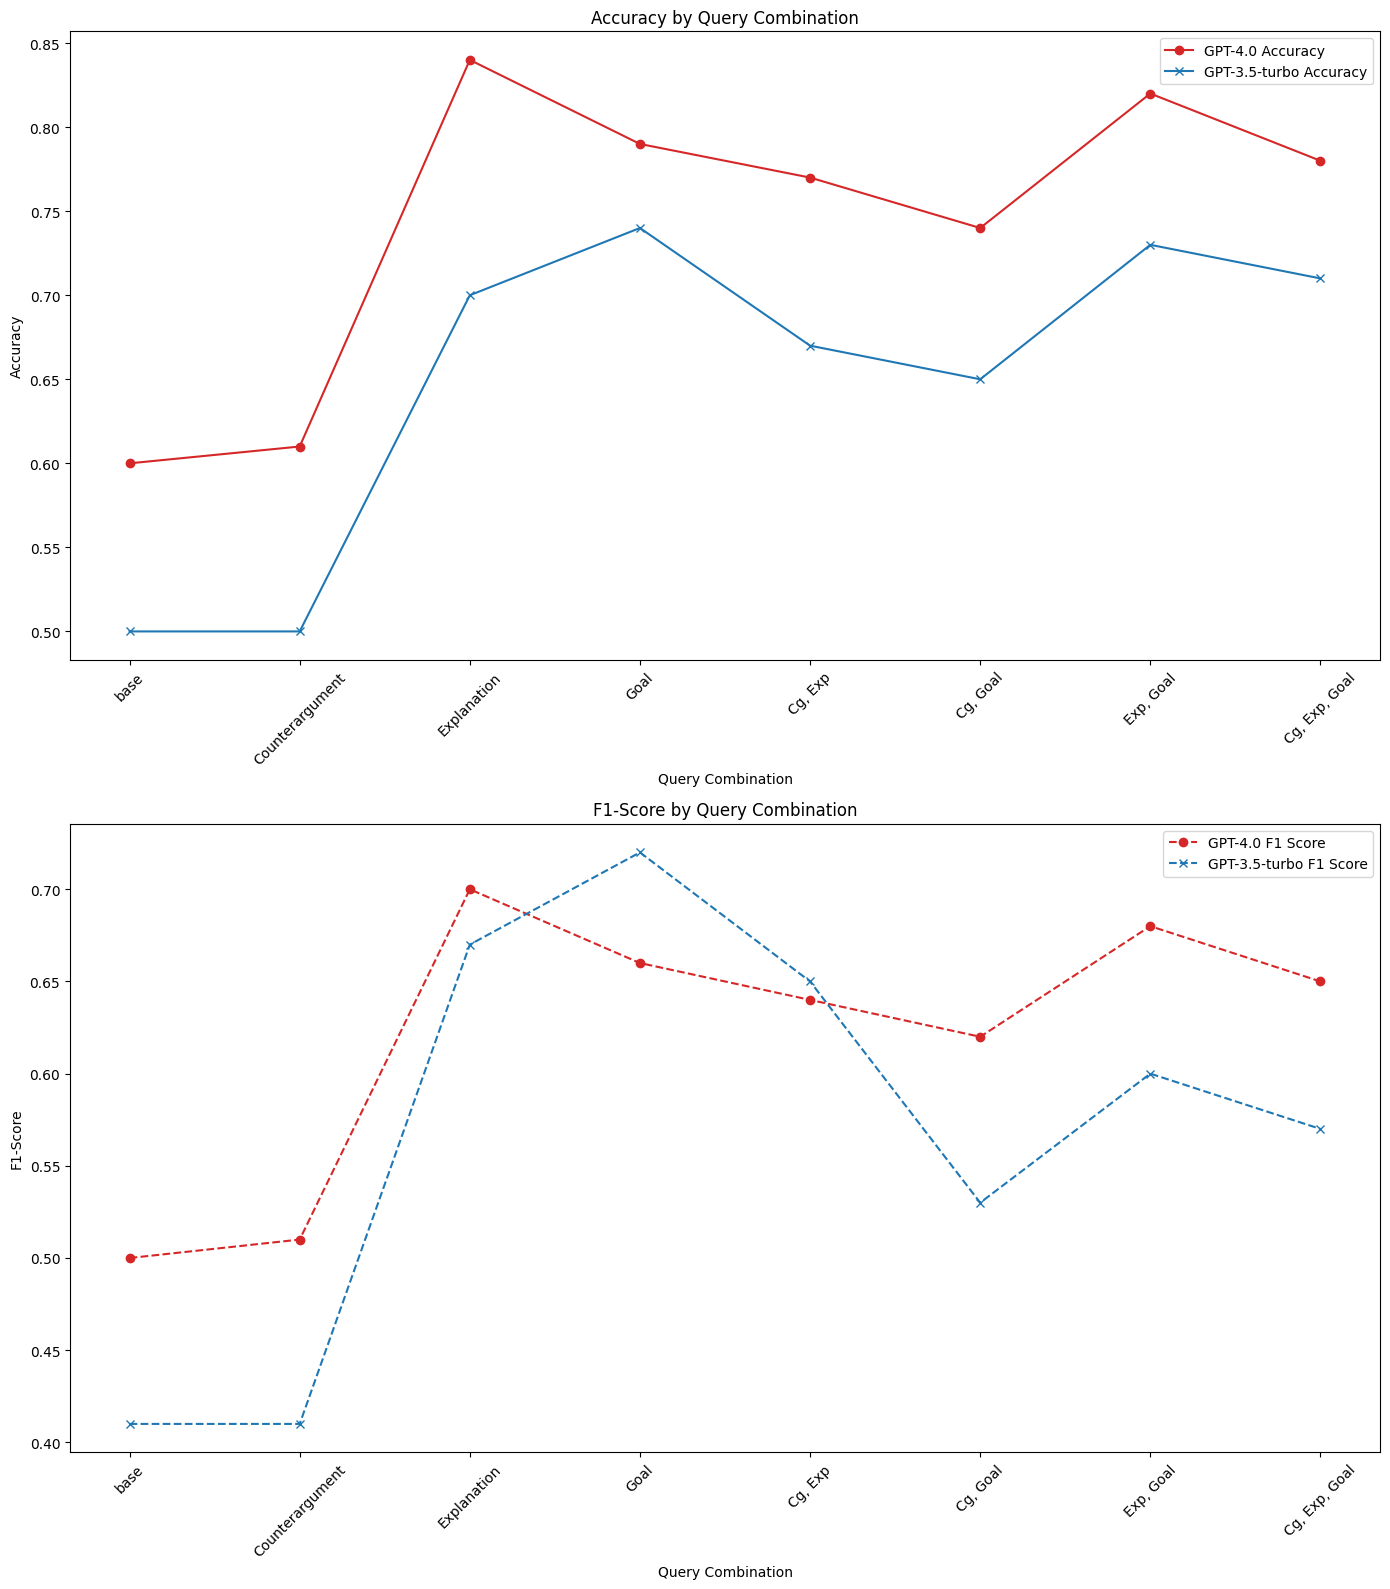 Accuracy by Query Combination
GPT-4.0 Accuracy
GPT-3.5-turbo Accuracy
Accuracy
0.85
0.80
0.75
0.70
0.65
0.60
0.55
0.50
base
Counterargument
Explanation
Goal
Cg, Exp
Cg, Goal
Exp, Goal
Cg, Exp, Goal
Query Combination
F1-Score by Query Combination
GPT-4.0 F1 Score
GPT-3.5-turbo F1 Score
F1-Score
0.70
0.65
0.60
0.55
0.50
0.45
0.40
base
Counterargument
Explanation
Goal
Cg, Exp
Cg, Goal
Exp, Goal
Cg, Exp, Goal
Query Combination